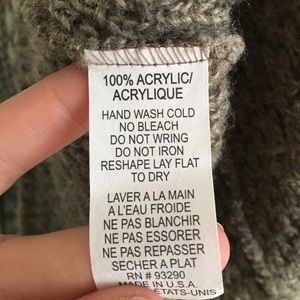 100% ACRYLIC/
ACRYLIQUE
HAND WASH COLD
NO BLEACH
DO NOT WRING
DO NOT IRON
RESHAPE LAY FLAT
TO DRY
LAVER A LA MAIN
A L'EAU FROIDE
NE PAS BLANCHIR
NE PAS ESSORER
NE PAS REPASSER
SECHER A PLAT
RN # 93290
MADE IN U.S.A.
ETATS-UNIS